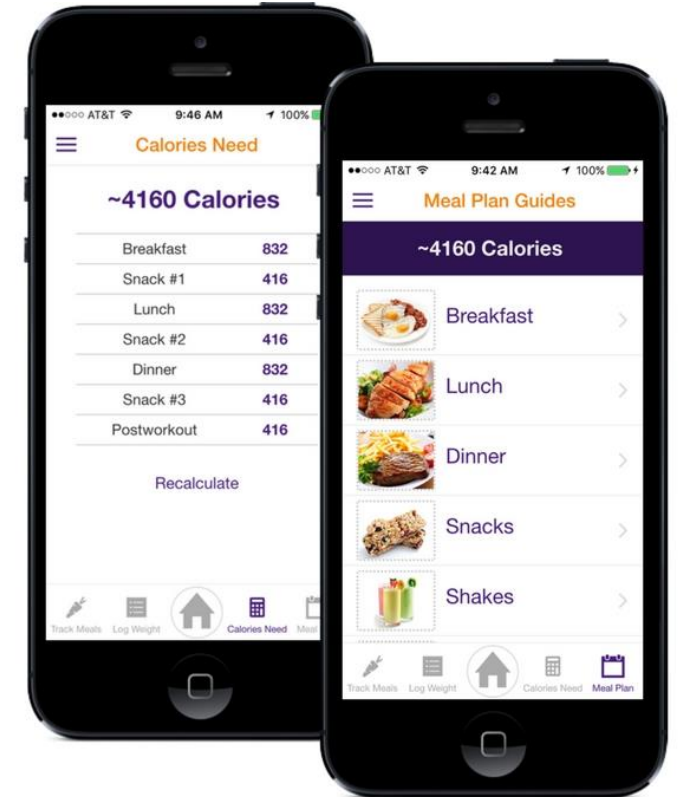 ●●○○○ AT&T 9:46 AM 100%
Calories Need
~4160 Calories
Breakfast 832
Snack #1 416
Lunch 832
Snack #2 416
Dinner 832
Snack #3 416
Postworkout 416
Recalculate
Track Meals Log Weight Calories Need Meal
●●○○○ AT&T 9:42 AM 100%
Meal Plan Guides
~4160 Calories
Breakfast
Lunch
Dinner
Snacks
Shakes
Track Meals Log Weight Calories Need Meal Plan